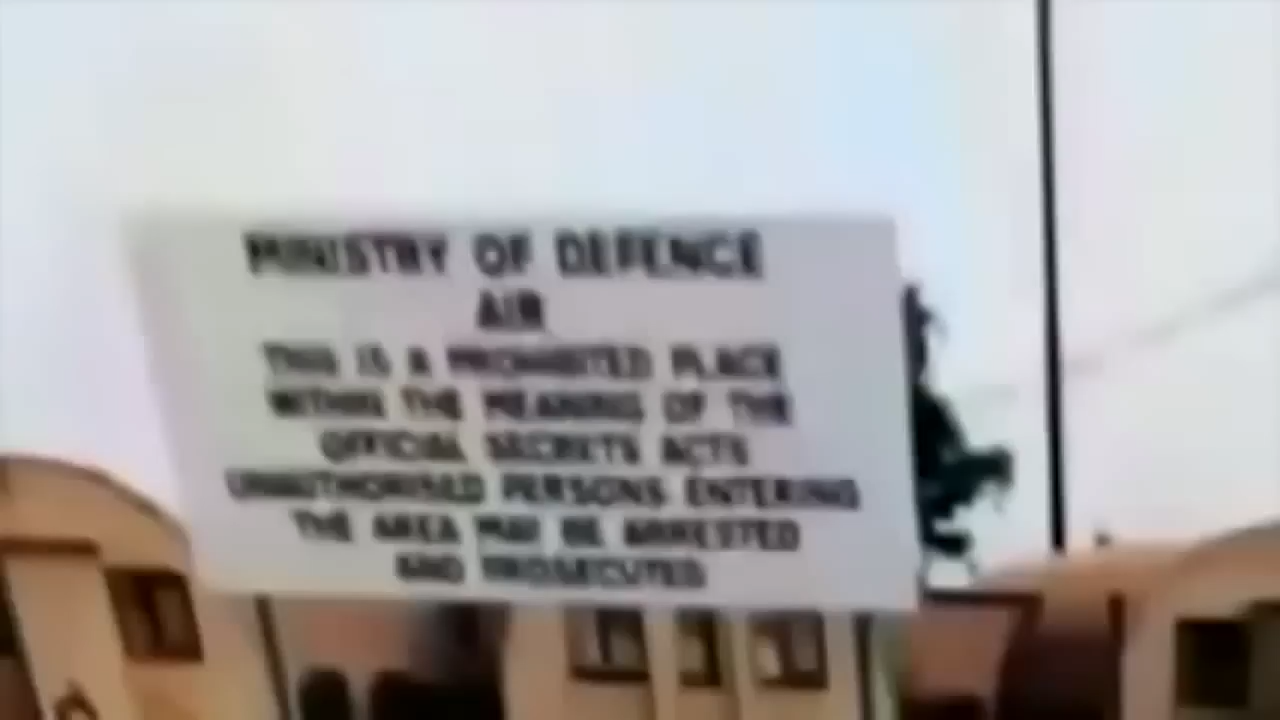 MINISTRY OF DEFENCE
AIR
THIS IS A PROHIBITED PLACE
WITHIN THE MEANING OF THE
OFFICIAL SECRETS ACTS
UNAUTHORISED PERSONS ENTERING
THE AREA MAY BE ARRESTED
AND PROSECUTED